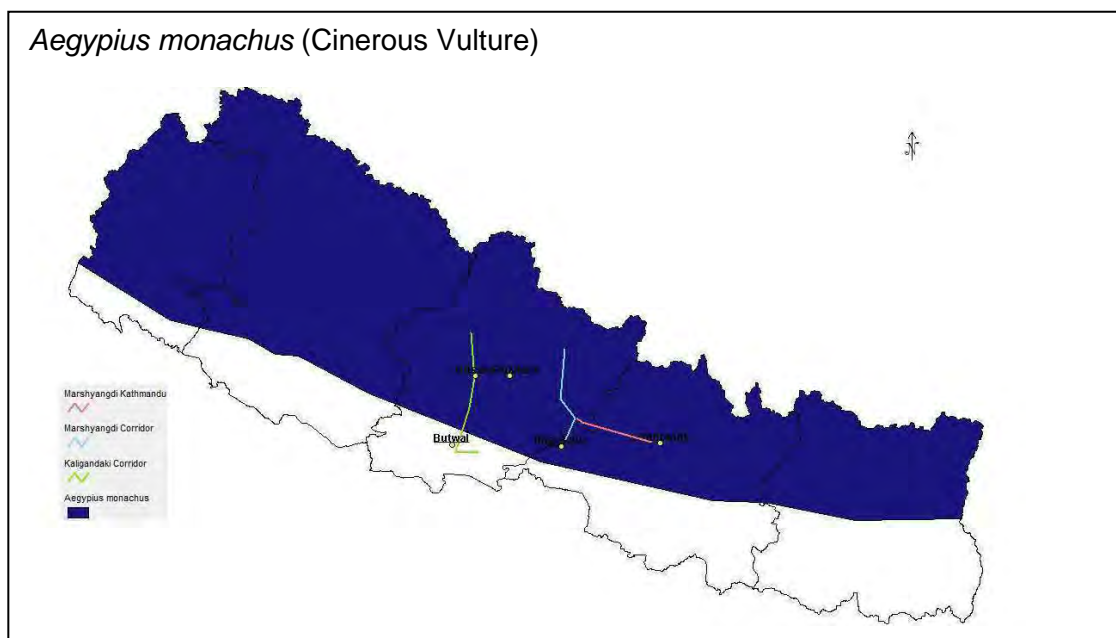 Aegypius monachus (Cinerous Vulture)
N
Butwal
Marshyangdi Kathmandu
Marshyangdi Corridor
Kaligandaki Corridor
Aegypius monachus